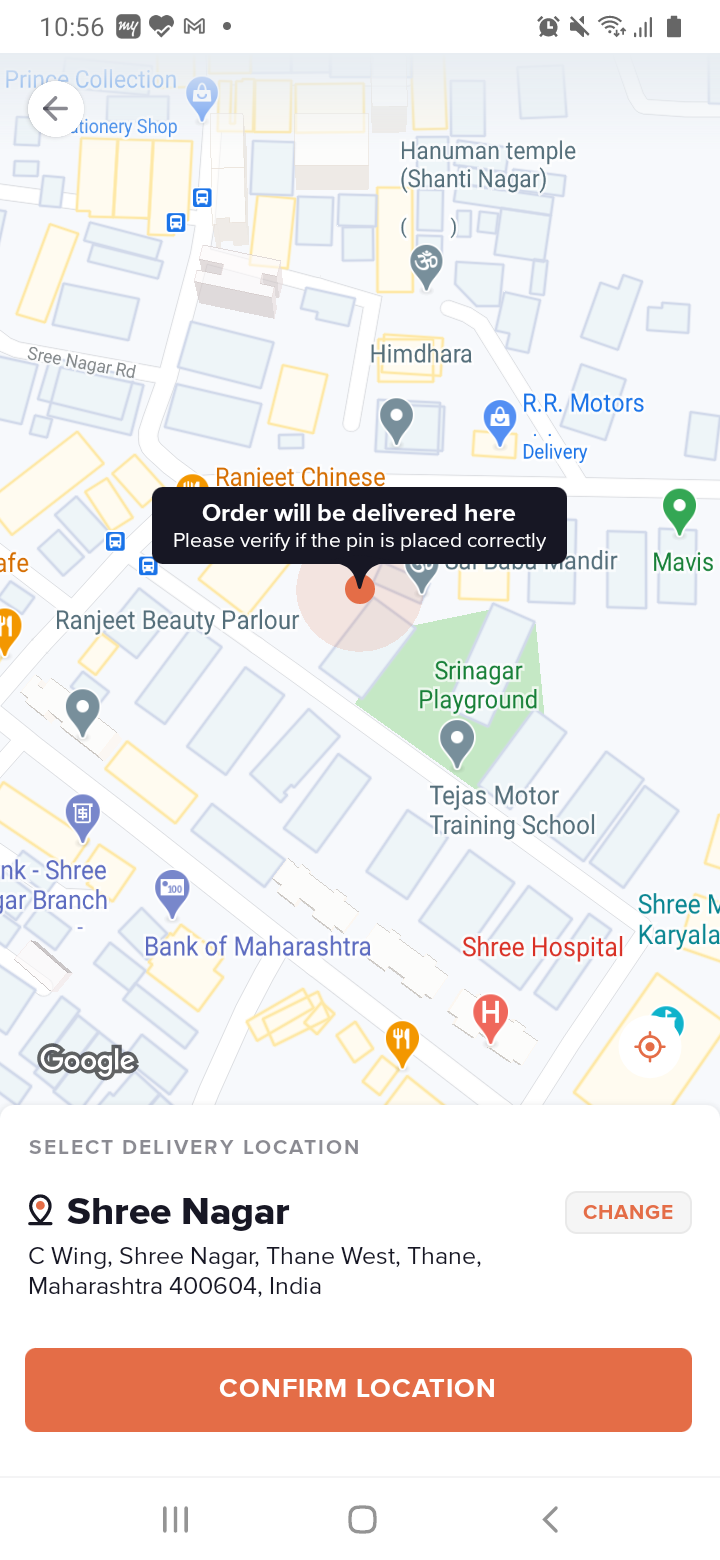 10:56
Prince Collection
ationery Shop
Hanuman temple
(Shanti Nagar)
( )
Sree Nagar Rd
Himdhara
R.R. Motors
Delivery
Ranjeet Chinese
Order will be delivered here
Please verify if the pin is placed correctly
afe
Sai Baba Mandir
Mavis
Ranjeet Beauty Parlour
Srinagar
Playground
Tejas Motor
Training School
nk - Shree
gar Branch
-
100
Bank of Maharashtra
Shree Hospital
Shree M
Karyala
H
Google
SELECT DELIVERY LOCATION
Shree Nagar
CHANGE
C Wing, Shree Nagar, Thane West, Thane,
Maharashtra 400604, India
CONFIRM LOCATION